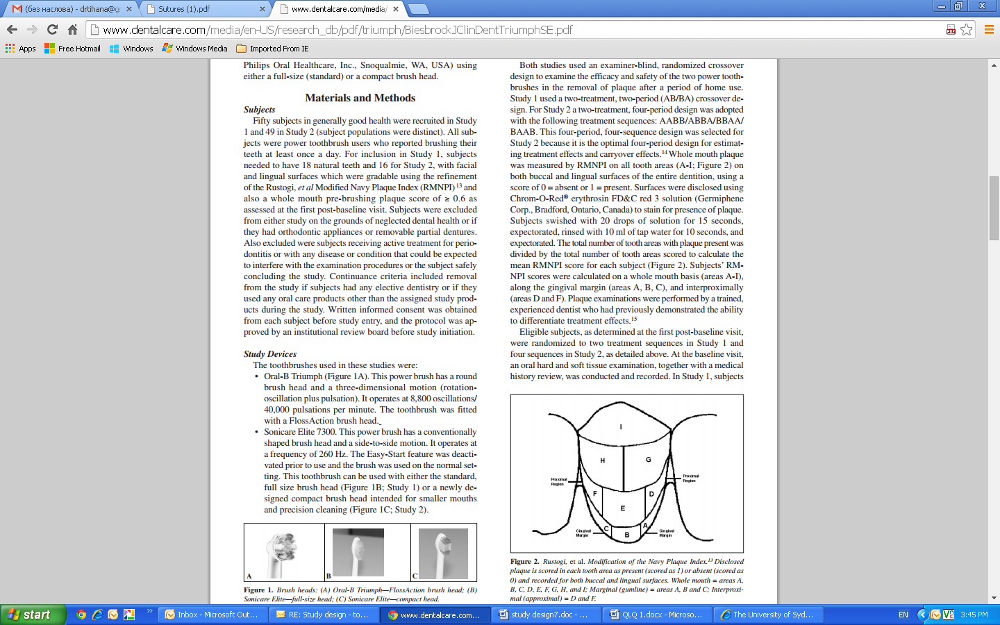 (без наслова) - drtihana@g
Sutures (1).pdf
www.dentalcare.com/media/
www.dentalcare.com/media/en-US/research_db/pdf/triumph/BiesbrockJClinDentTriumphSE.pdf
Apps
Free Hotmail
Windows
Windows Media
Imported From IE
Philips Oral Healthcare, Inc., Snoqualmie, WA, USA) using
either a full-size (standard) or a compact brush head.
Materials and Methods
Subjects
Fifty subjects in generally good health were recruited in Study
1 and 49 in Study 2 (subject populations were distinct). All sub-
jects were power toothbrush users who reported brushing their
teeth at least once a day. For inclusion in Study 1, subjects
needed to have 18 natural teeth and 16 for Study 2, with facial
and lingual surfaces which were gradable using the refinement
of the Rustogi, et al Modified Navy Plaque Index (RMNPI)13 and
also a whole mouth pre-brushing plaque score of ≥ 0.6 as
assessed at the first post-baseline visit. Subjects were excluded
from either study on the grounds of neglected dental health or if
they had orthodontic appliances or removable partial dentures.
Also excluded were subjects receiving active treatment for perio-
dontitis or with any disease or condition that could be expected
to interfere with the examination procedures or the subject safely
concluding the study. Continuance criteria included removal
from the study if subjects had any elective dentistry or if they
used any oral care products other than the assigned study prod-
ucts during the study. Written informed consent was obtained
from each subject before study entry, and the protocol was ap-
proved by an institutional review board before study initiation.
Study Devices
The toothbrushes used in these studies were:
• Oral-B Triumph (Figure 1A). This power brush has a round
brush head and a three-dimensional motion (rotation-
oscillation plus pulsation). It operates at 8,800 oscillations/
40,000 pulsations per minute. The toothbrush was fitted
with a FlossAction brush head.
• Sonicare Elite 7300. This power brush has a conventionally
shaped brush head and a side-to-side motion. It operates at
a frequency of 260 Hz. The Easy-Start feature was deacti-
vated prior to use and the brush was used on the normal set-
ting. This toothbrush can be used with either the standard,
full size brush head (Figure 1B; Study 1) or a newly de-
signed compact brush head intended for smaller mouths
and precision cleaning (Figure 1C; Study 2).
A
B
C
Figure 1. Brush heads: (A) Oral-B Triumph—FlossAction brush head; (B)
Sonicare Elite—full-size head; (C) Sonicare Elite—compact head.
Both studies used an examiner-blind, randomized crossover
design to examine the efficacy and safety of the two power tooth-
brushes in the removal of plaque after a period of home use.
Study 1 used a two-treatment, two-period (AB/BA) crossover de-
sign. For Study 2 a two-treatment, four-period design was adopted
with the following treatment sequences: AABB/ABBA/BBAA/
BAAB. This four-period, four-sequence design was selected for
Study 2 because it is the optimal four-period design for estimat-
ing treatment effects and carryover effects.14 Whole mouth plaque
was measured by RMNPI on all tooth areas (A-I; Figure 2) on
both buccal and lingual surfaces of the entire dentition, using a
score of 0 = absent or 1 = present. Surfaces were disclosed using
Chrom-O-Red® erythrosin FD&C red 3 solution (Germiphene
Corp., Bradford, Ontario, Canada) to stain for presence of plaque.
Subjects swished with 20 drops of solution for 15 seconds,
expectorated, rinsed with 10 ml of tap water for 10 seconds, and
expectorated. The total number of tooth areas with plaque present was
divided by the total number of tooth areas scored to calculate the
mean RMNPI score for each subject (Figure 2). Subjects' RM-
NPI scores were calculated on a whole mouth basis (areas A-I),
along the gingival margin (areas A, B, C), and interproximally
(areas D and F). Plaque examinations were performed by a trained,
experienced dentist who had previously demonstrated the ability
to differentiate treatment effects.15
Eligible subjects, as determined at the first post-baseline visit,
were randomized to two treatment sequences in Study 1 and
four sequences in Study 2, as detailed above. At the baseline visit,
an oral hard and soft tissue examination, together with a medical
history review, was conducted and recorded. In Study 1, subjects
I
H
G
Proximal
Region
Proximal
Region
F
D
E
A
C
B
Gingival
Margin
Gingival
Margin
Figure 2. Rustogi, et al. Modification of the Navy Plaque Index.13 Disclosed
plaque is scored in each tooth area as present (scored as 1) or absent (scored as
0) and recorded for both buccal and lingual surfaces. Whole mouth = areas A,
B, C, D, E, F, G, H, and I; Marginal (gumline) = areas A, B and C; Interproxi-
mal (approximal) = D and F.
start
Inbox - Microsoft Out...
RE: Study design - to...
www.dentalcare.com...
study design7.doc - ...
QLQ 1.docx - Microso...
The University of Syd...
EN
3:45 PM